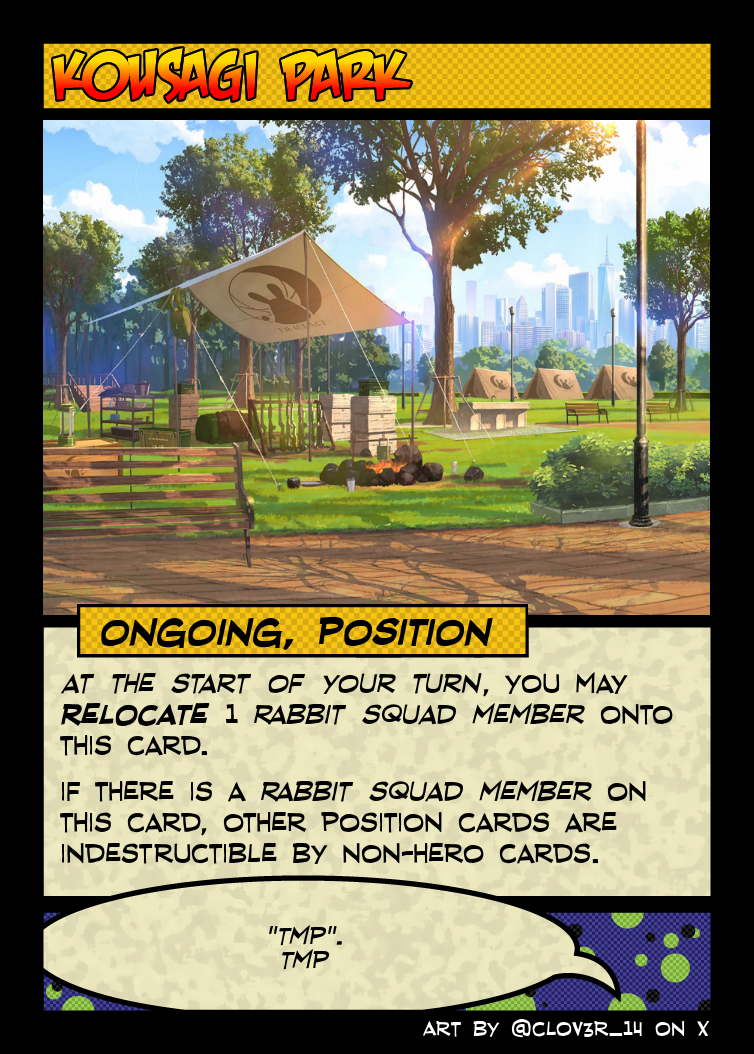 KOUSAGI PARK
ONGOING, POSITION
AT THE START OF YOUR TURN, YOU MAY
RELOCATE 1 RABBIT SQUAD MEMBER ONTO
THIS CARD.
IF THERE IS A RABBIT SQUAD MEMBER ON
THIS CARD, OTHER POSITION CARDS ARE
INDESTRUCTIBLE BY NON-HERO CARDS.
"TMP".
TMP
ART BY @CLOV3R_14 ON X